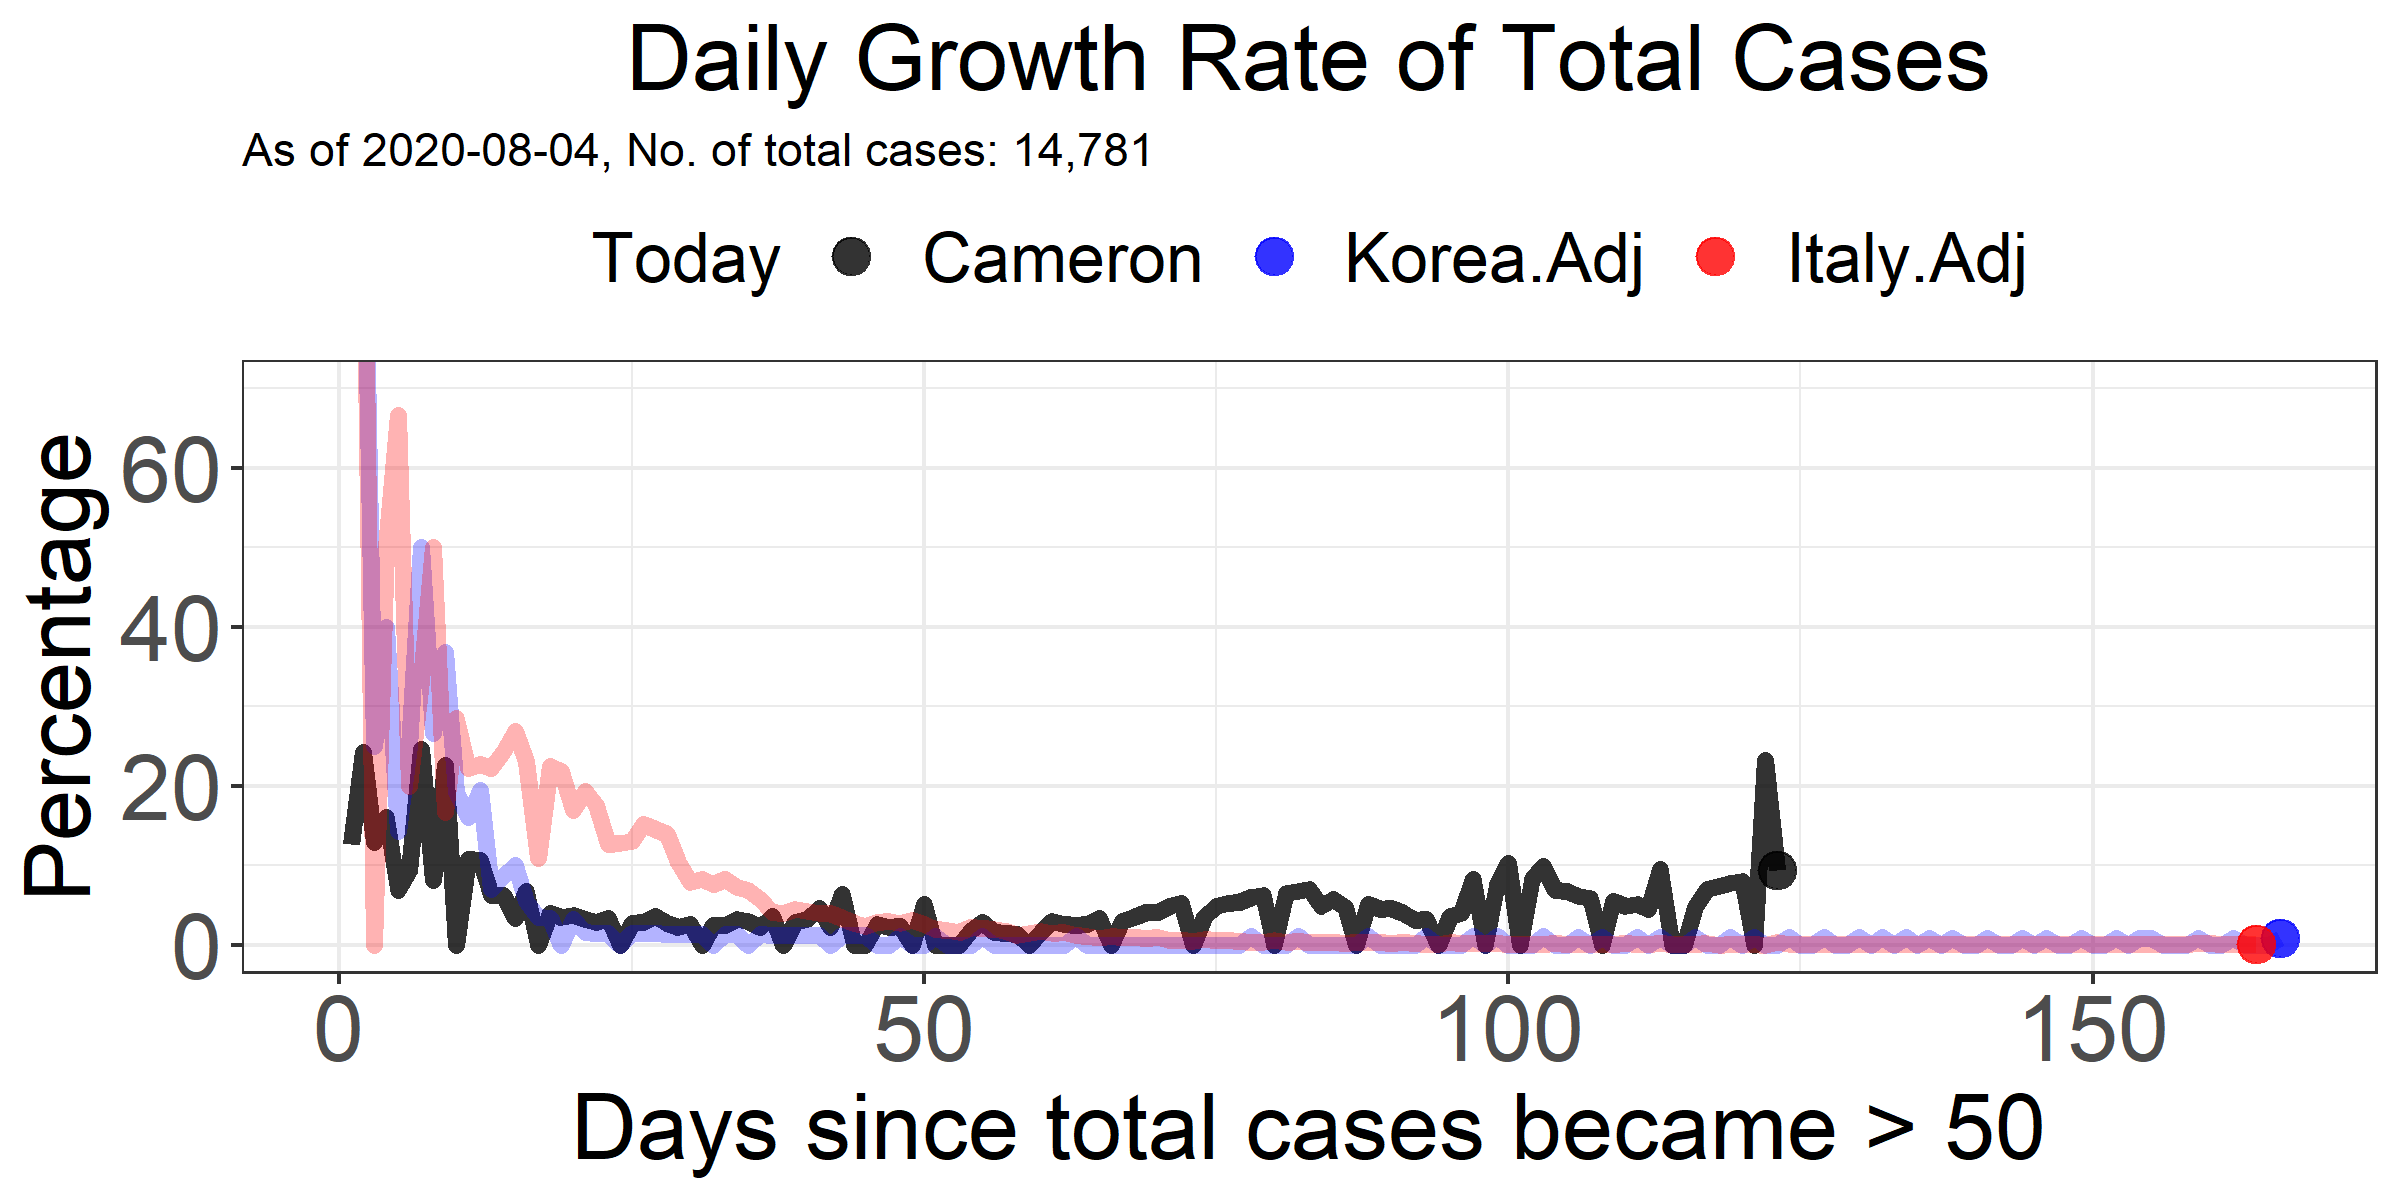 Daily Growth Rate of Total Cases
As of 2020-08-04, No. of total cases: 14,781
Today Cameron Korea.Adj Italy.Adj
Percentage
60
40
20
0
0 50 100 150
Days since total cases became > 50